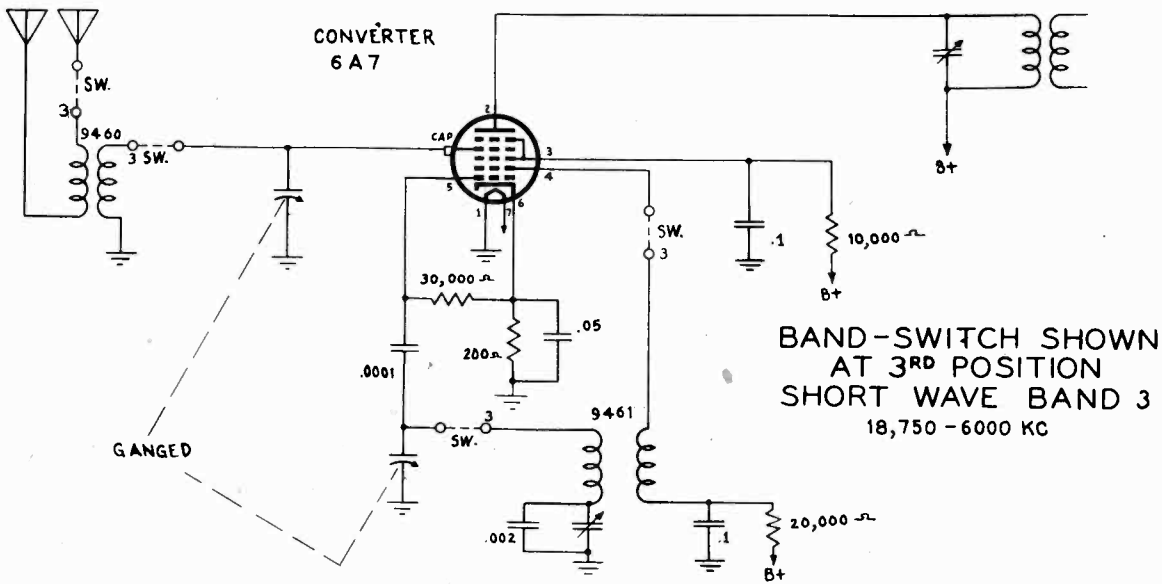 CONVERTER
6A7
SW.
3
9460
3 SW.
CAP
2
3
4
5
1
7
6
B+
SW.
3
.1
10,000 Ω
B+
30,000 Ω
200Ω
.05
.0001
BAND-SWITCH SHOWN
AT 3RD POSITION
SHORT WAVE BAND 3
18,750-6000 KC
GANGED
3
SW.
9461
.002
.1
20,000 Ω
B+